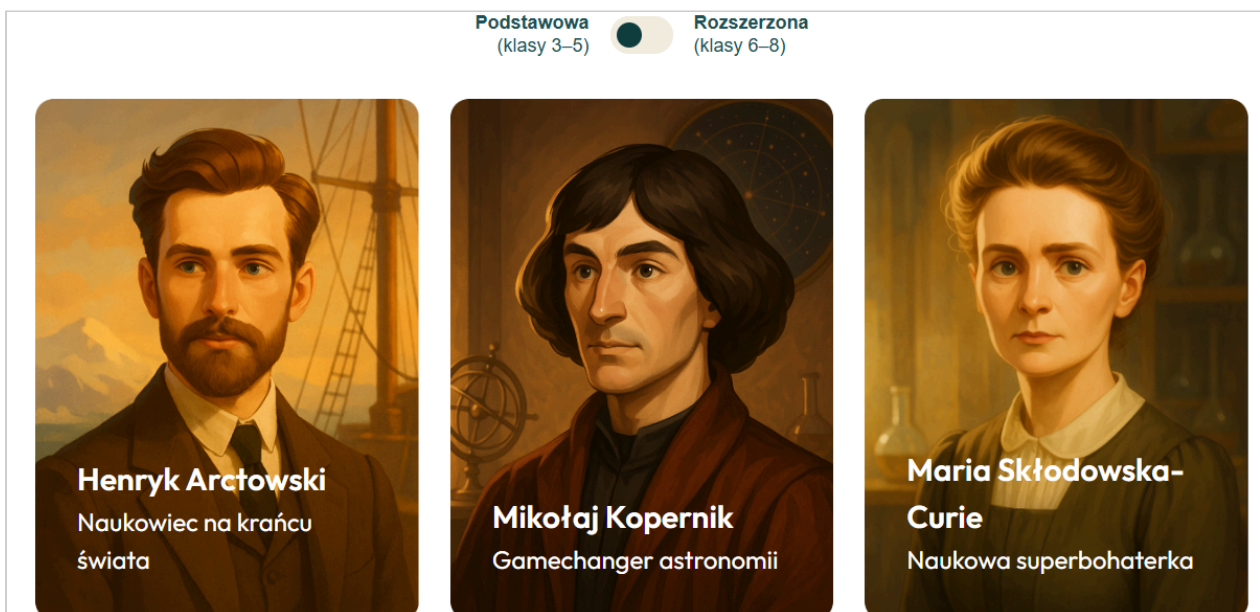 Podstawowa
(klasy 3–5)
Rozszerzona
(klasy 6–8)
Henryk Arctowski
Naukowiec na krańcu
świata
Mikołaj Kopernik
Gamechanger astronomii
Maria Skłodowska-
Curie
Naukowa superbohaterka